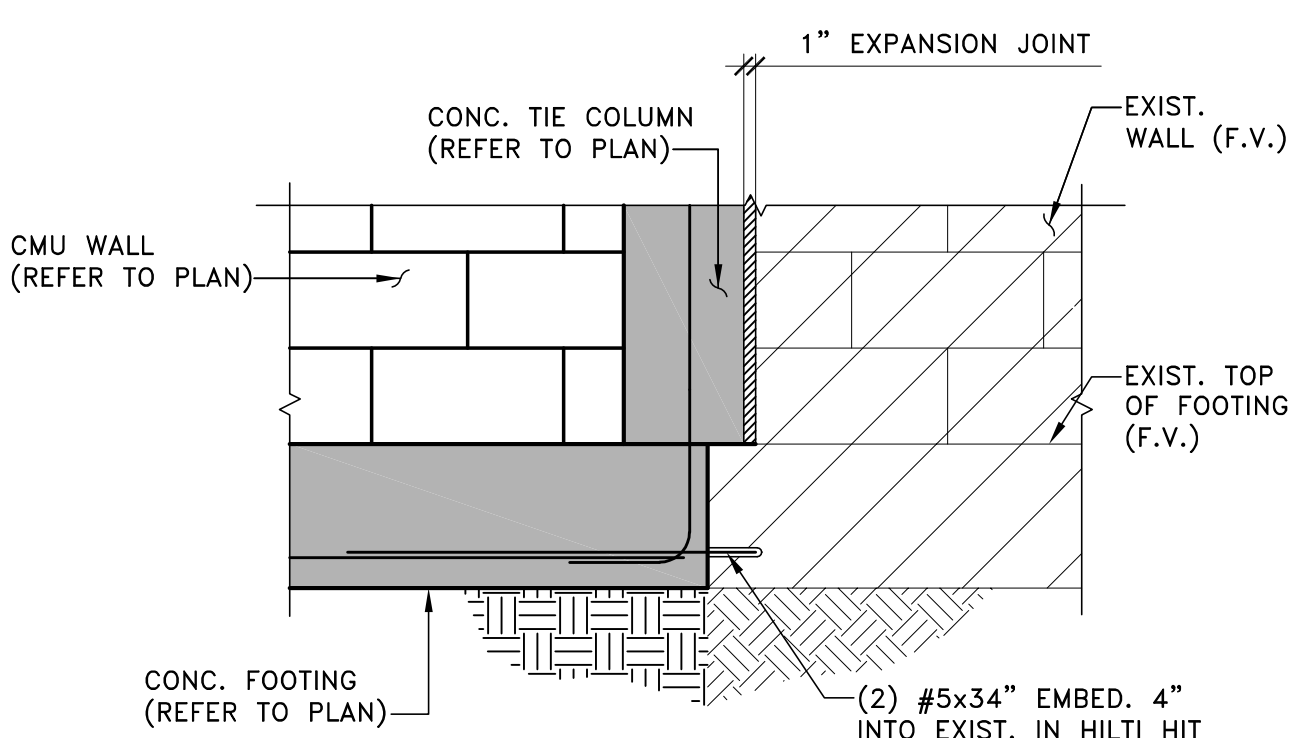 1” EXPANSION JOINT
CONC. TIE COLUMN
(REFER TO PLAN)
EXIST.
WALL (F.V.)
CMU WALL
(REFER TO PLAN)
EXIST. TOP
OF FOOTING
(F.V.)
CONC. FOOTING
(REFER TO PLAN)
(2) #5x34” EMBED. 4”
INTO EXIST. IN HILTI HIT